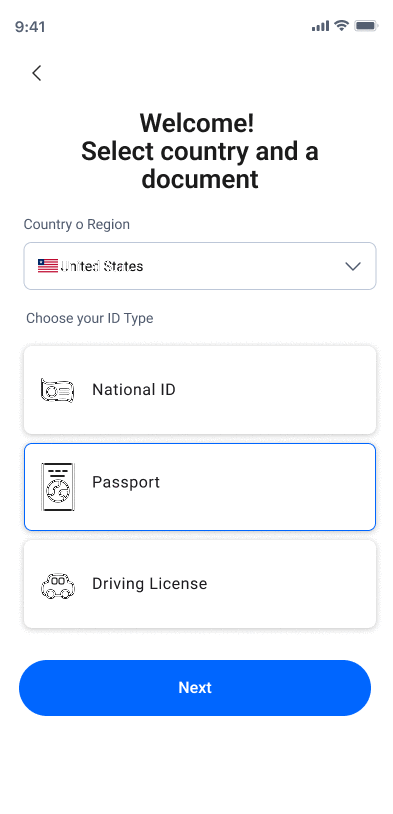 9:41
Welcome!
Select country and a
document
Country o Region
United States
Choose your ID Type
National ID
Passport
Driving License
Next